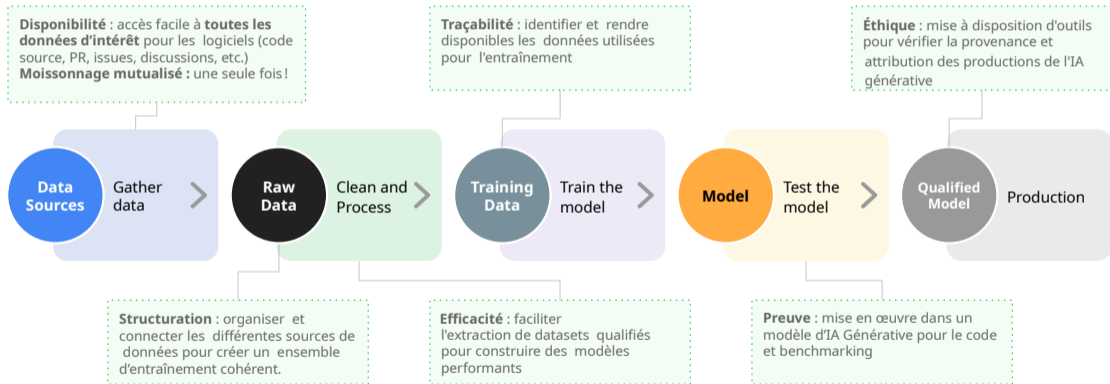 Disponibilité : accès facile à toutes les
données d'intérêt pour les logiciels (code
source, PR, issues, discussions, etc.)
Moissonnage mutualisé : une seule fois!
Traçabilité : identifier et rendre
disponibles les données utilisées
pour l'entraînement
Éthique : mise à disposition d'outils
pour vérifier la provenance et
attribution des productions de l'IA
générative
Data
Sources
Gather
data
Raw
Data
Clean and
Process
Training
Data
Train the
model
Model
Test the
model
Qualified
Model
Production
Structuration : organiser et
connecter les différentes sources de
données pour créer un ensemble
d'entraînement cohérent.
Efficacité : faciliter
l'extraction de datasets qualifiés
pour construire des modèles
performants
Preuve : mise en œuvre dans un
modèle d'IA Générative pour le code
et benchmarking